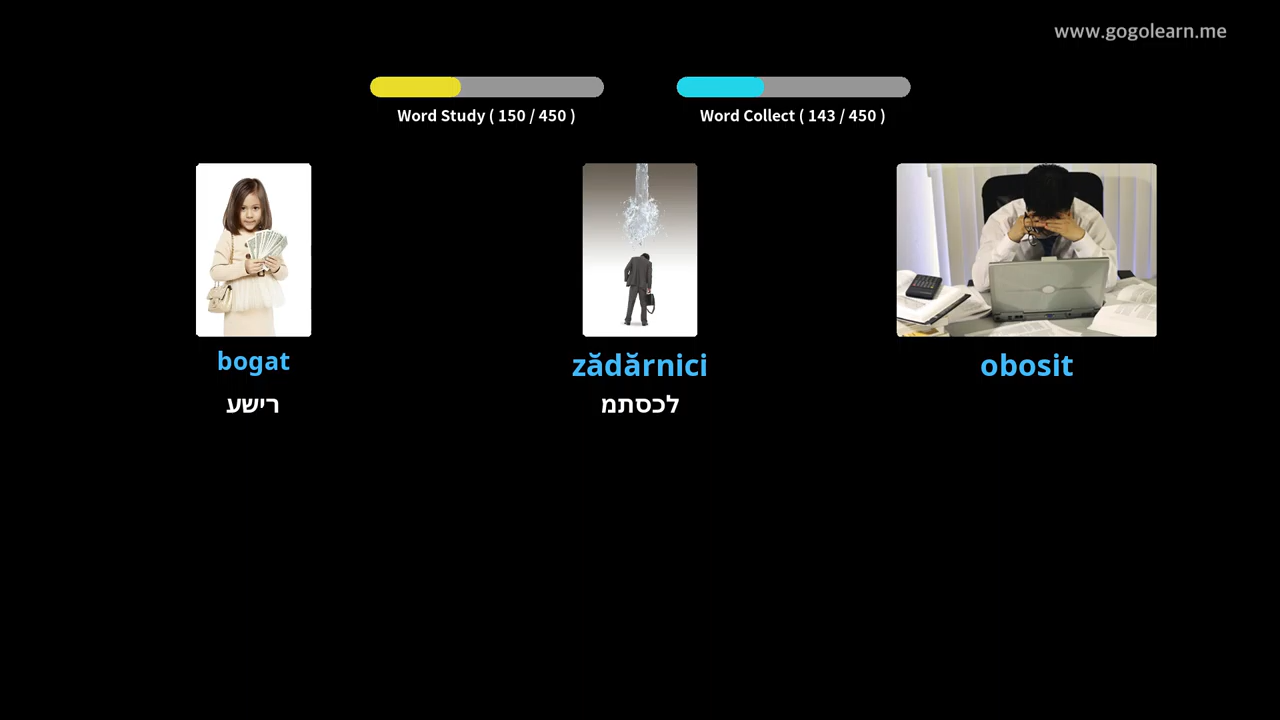 www.gogolearn.me
Word Study ( 150 / 450 )
Word Collect ( 143 / 450 )
bogat
zădărnici
obosit
רישע
לכסתמ